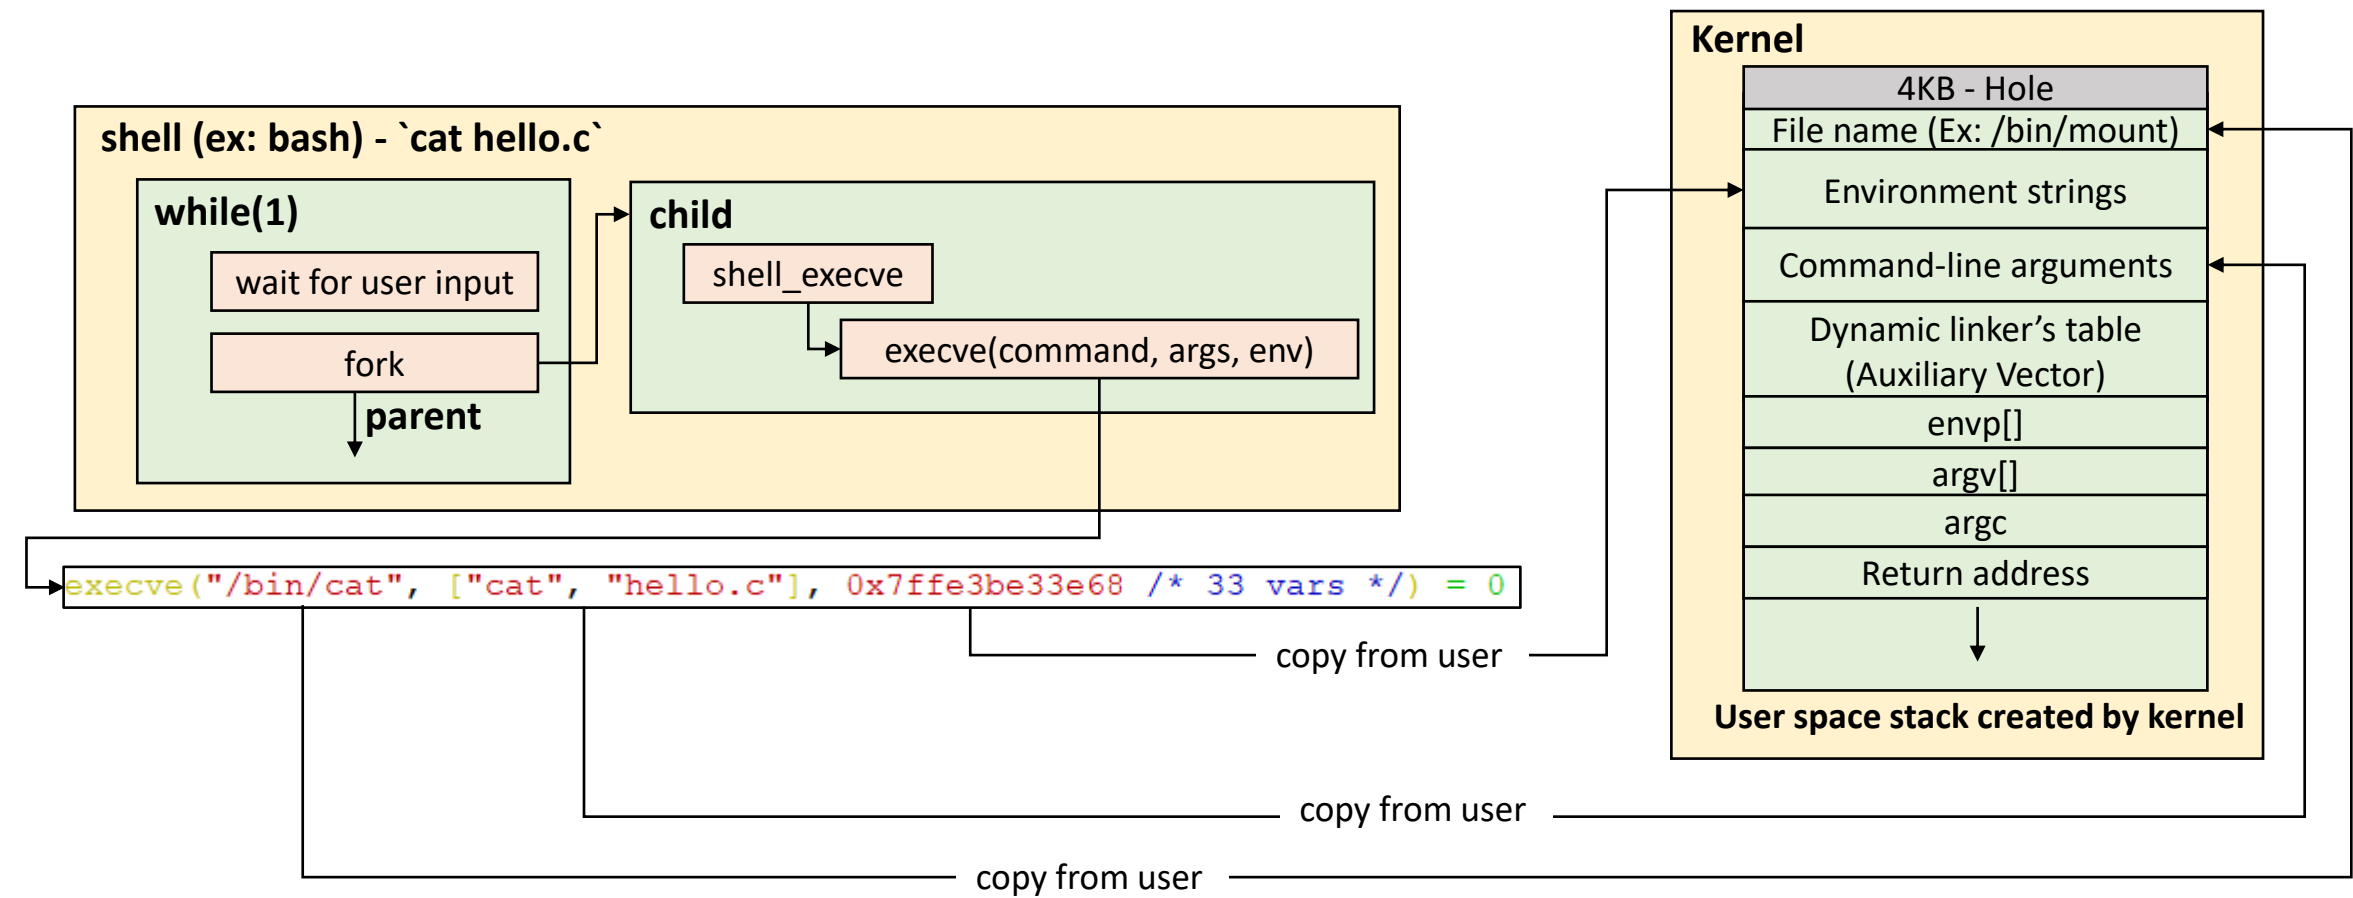 shell (ex: bash) - `cat hello.c`
while(1)
wait for user input
fork
parent
child
shell_execve
execve(command, args, env)
execve("/bin/cat", ["cat", "hello.c"], 0x7ffe3be33e68 /* 33 vars */) = 0
copy from user
copy from user
copy from user
Kernel
4KB - Hole
File name (Ex: /bin/mount)
Environment strings
Command-line arguments
Dynamic linker’s table
(Auxiliary Vector)
envp[]
argv[]
argc
Return address
User space stack created by kernel